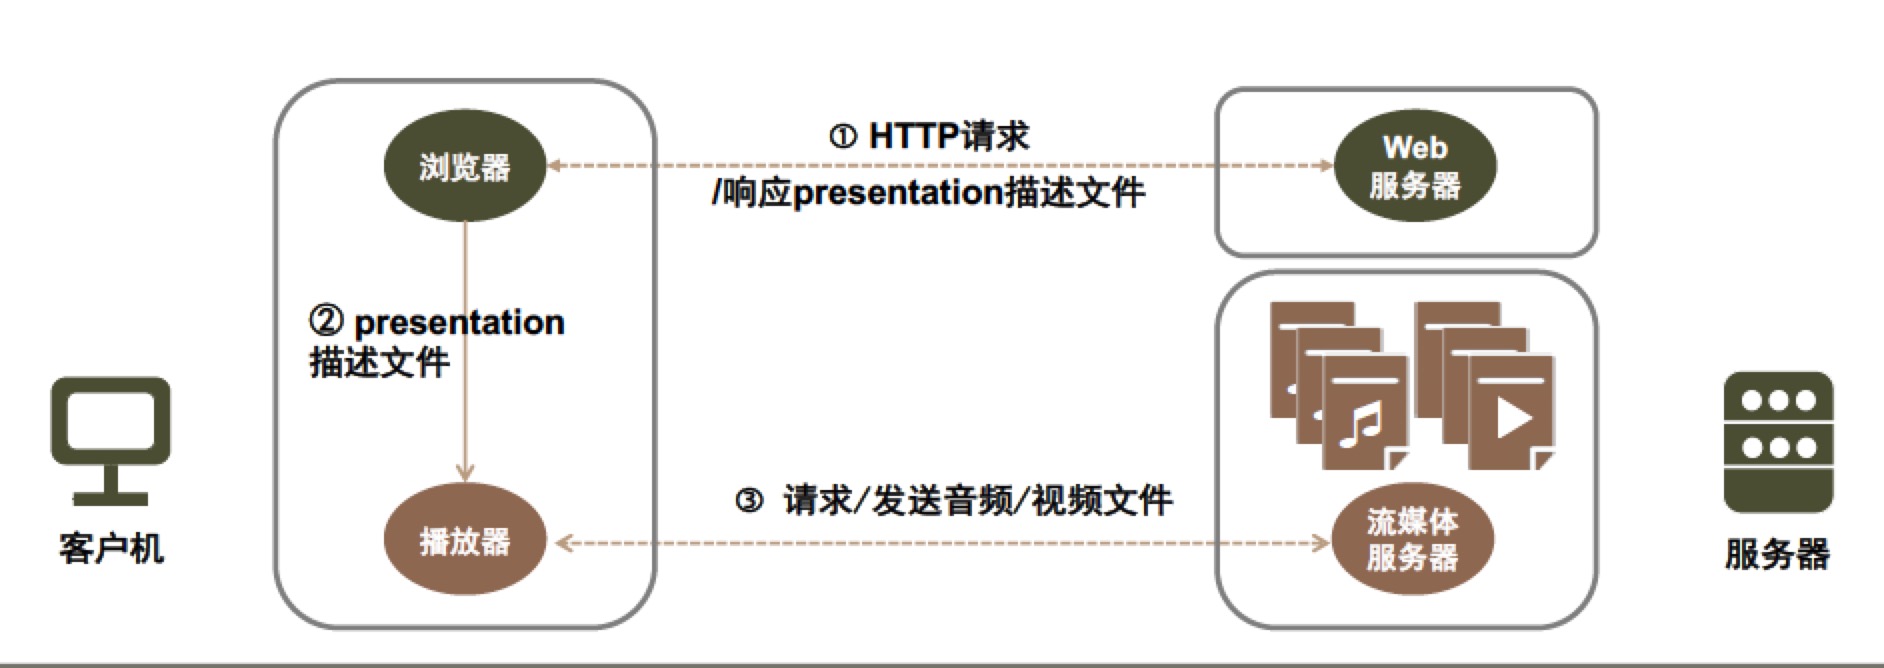 浏览器
① HTTP请求
/响应presentation描述文件
Web
服务器
② presentation
描述文件
客户机
播放器
③ 请求/发送音频/视频文件
流媒体
服务器
服务器